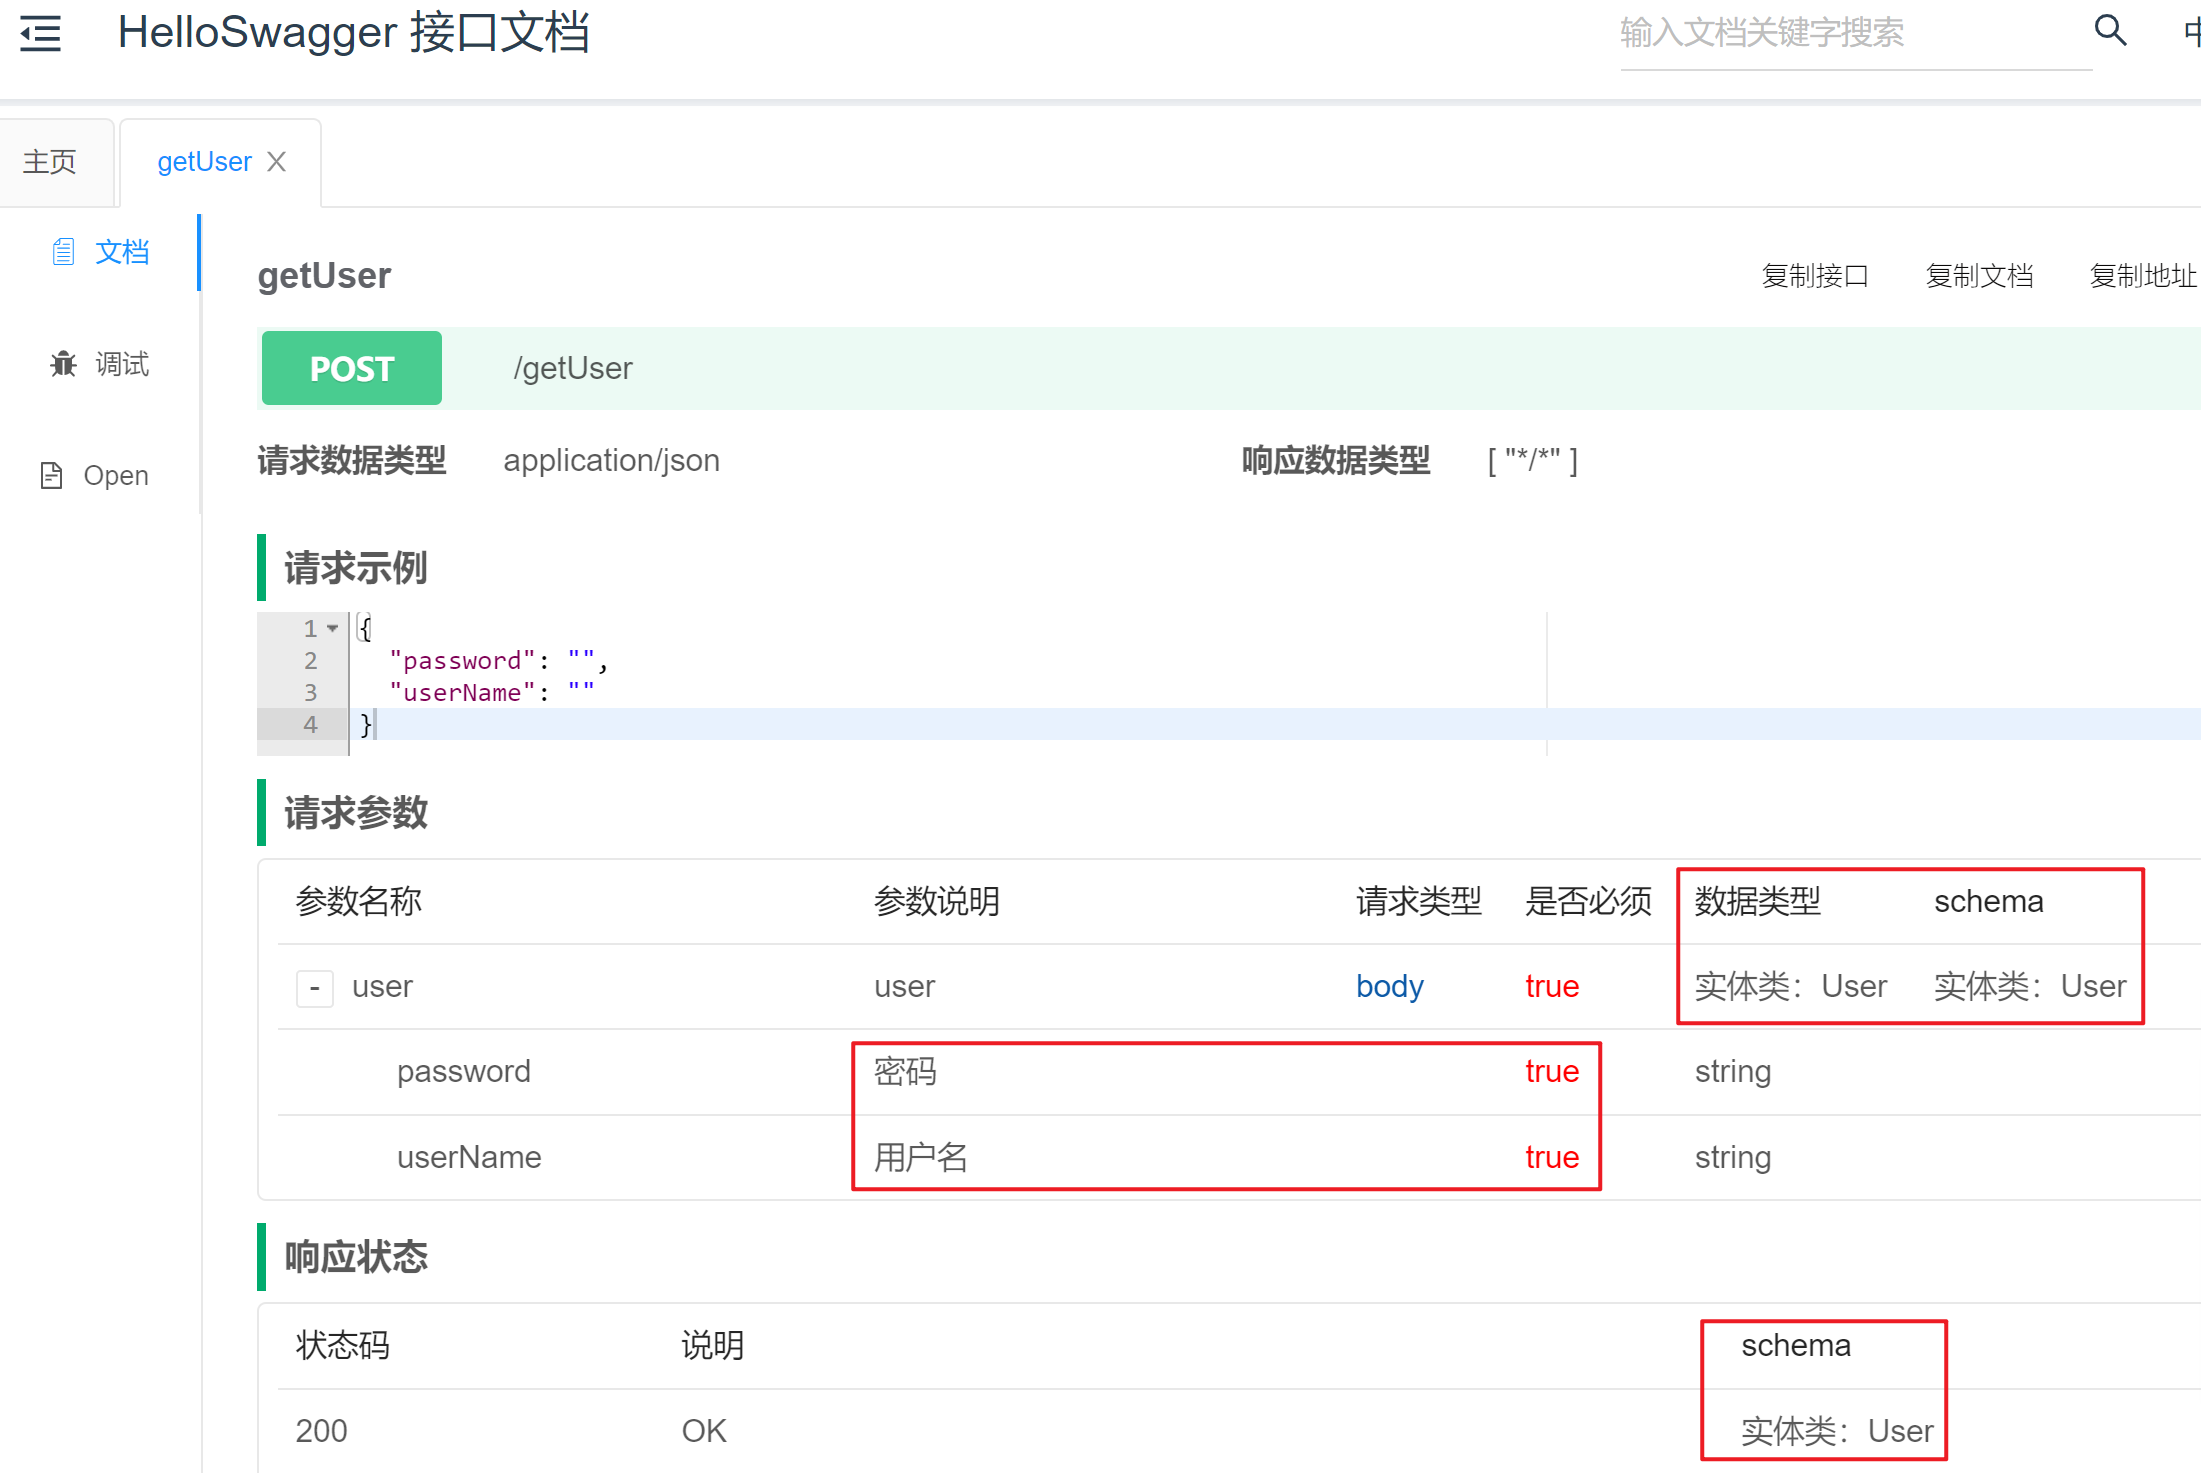 HelloSwagger 接口文档
输入文档关键字搜索
中
主页
getUser X
文档
调试
Open
getUser
复制接口 复制文档 复制地址
POST /getUser
请求数据类型 application/json 响应数据类型 [ "*/*" ]
请求示例
1 {
2 "password": "",
3 "userName": ""
4 }
请求参数
参数名称 参数说明 请求类型 是否必须 数据类型 schema
- user user body true 实体类：User 实体类：User
password 密码 true string
userName 用户名 true string
响应状态
状态码 说明 schema
200 OK 实体类：User